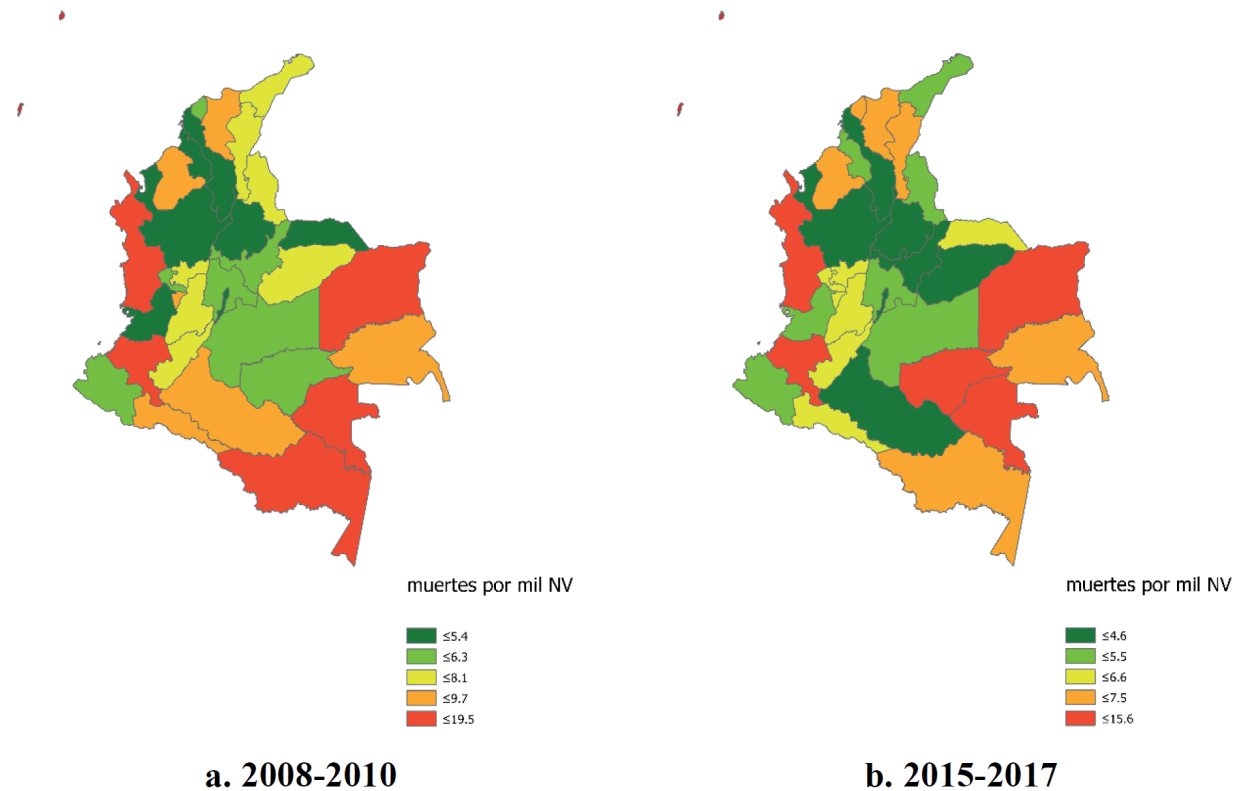 muertes por mil NV
≤5.4
≤6.3
≤8.1
≤9.7
≤19.5
a. 2008-2010
muertes por mil NV
≤4.6
≤5.5
≤6.6
≤7.5
≤15.6
b. 2015-2017